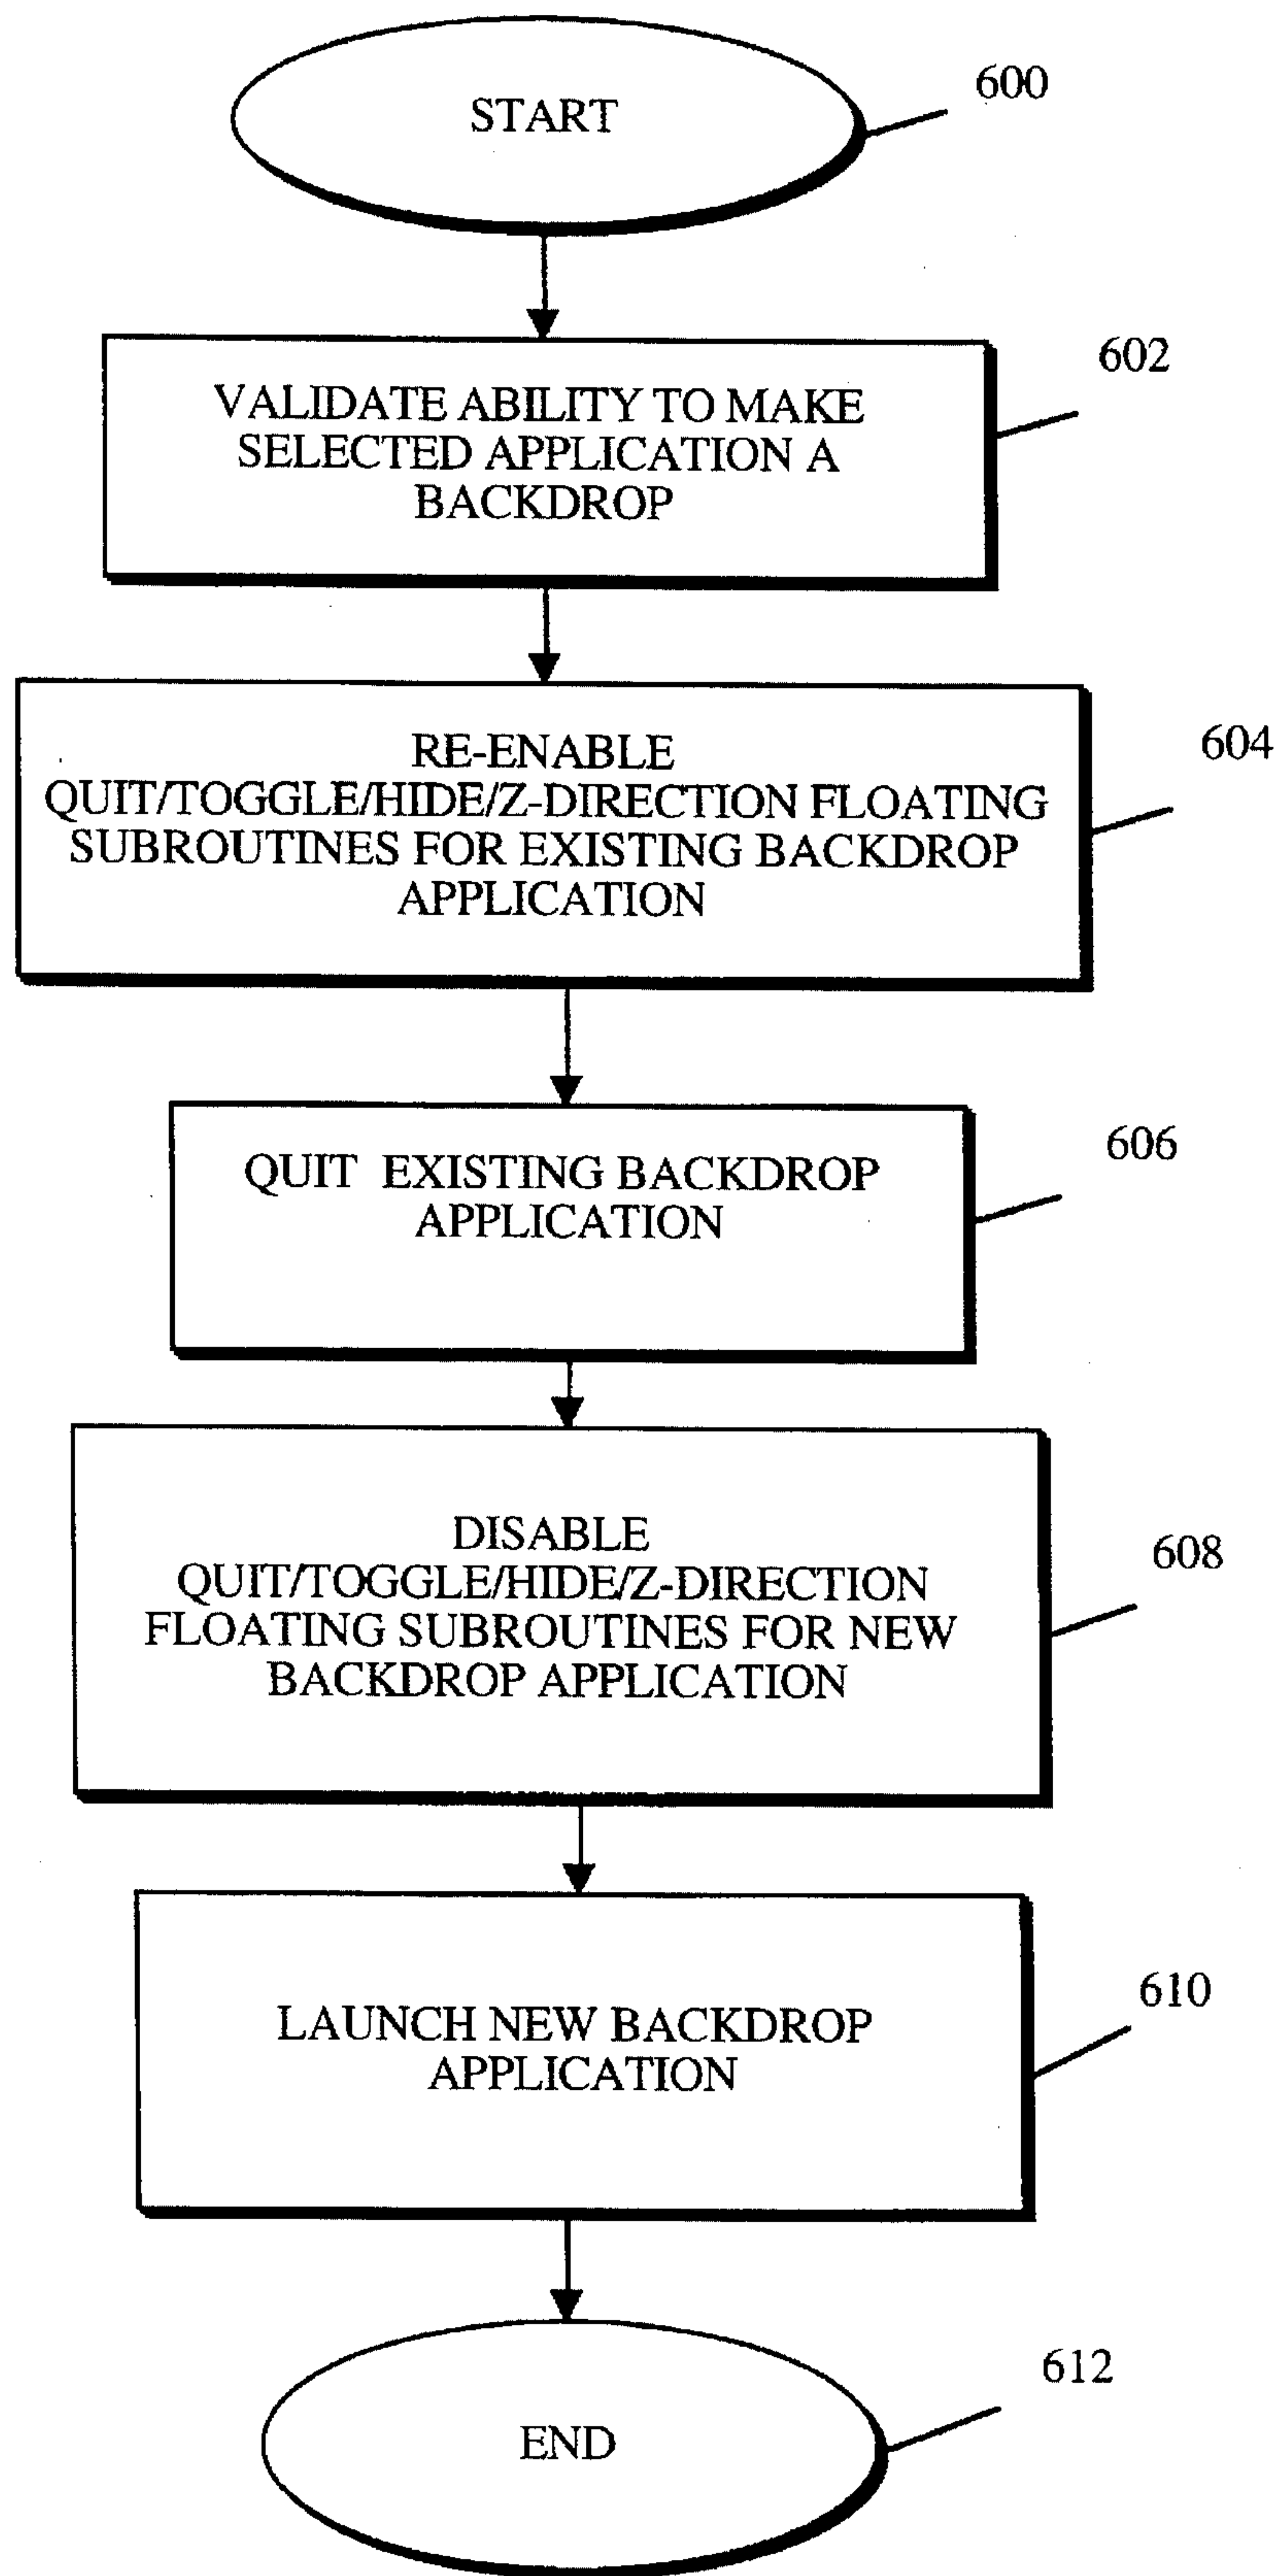 START
600
VALIDATE ABILITY TO MAKE
SELECTED APPLICATION A
BACKDROP
602
RE-ENABLE
QUIT/TOGGLE/HIDE/Z-DIRECTION FLOATING
SUBROUTINES FOR EXISTING BACKDROP
APPLICATION
604
QUIT EXISTING BACKDROP
APPLICATION
606
DISABLE
QUIT/TOGGLE/HIDE/Z-DIRECTION
FLOATING SUBROUTINES FOR NEW
BACKDROP APPLICATION
608
LAUNCH NEW BACKDROP
APPLICATION
610
END
612